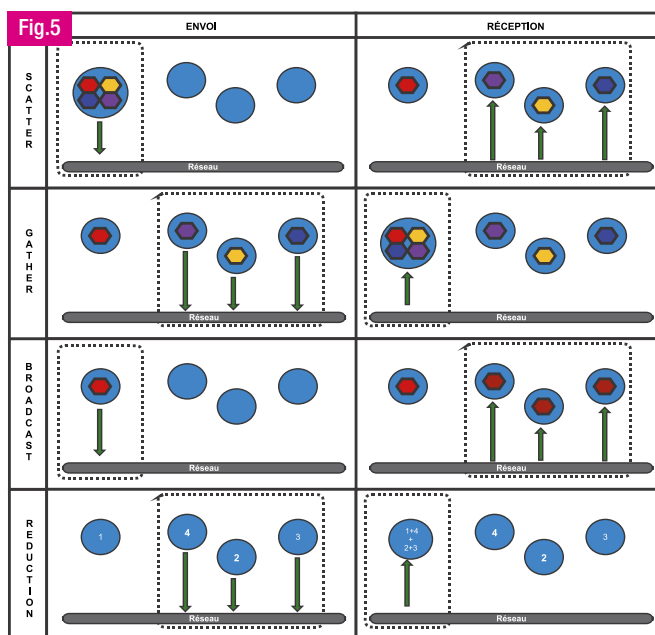 Fig.5
ENVOI
RÉCEPTION
SCATTER
Réseau
Réseau
GATHER
Réseau
Réseau
BROADCAST
Réseau
Réseau
REDUCTION
1
4
2
3
Réseau
1+4
+
2+3
4
2
3
Réseau